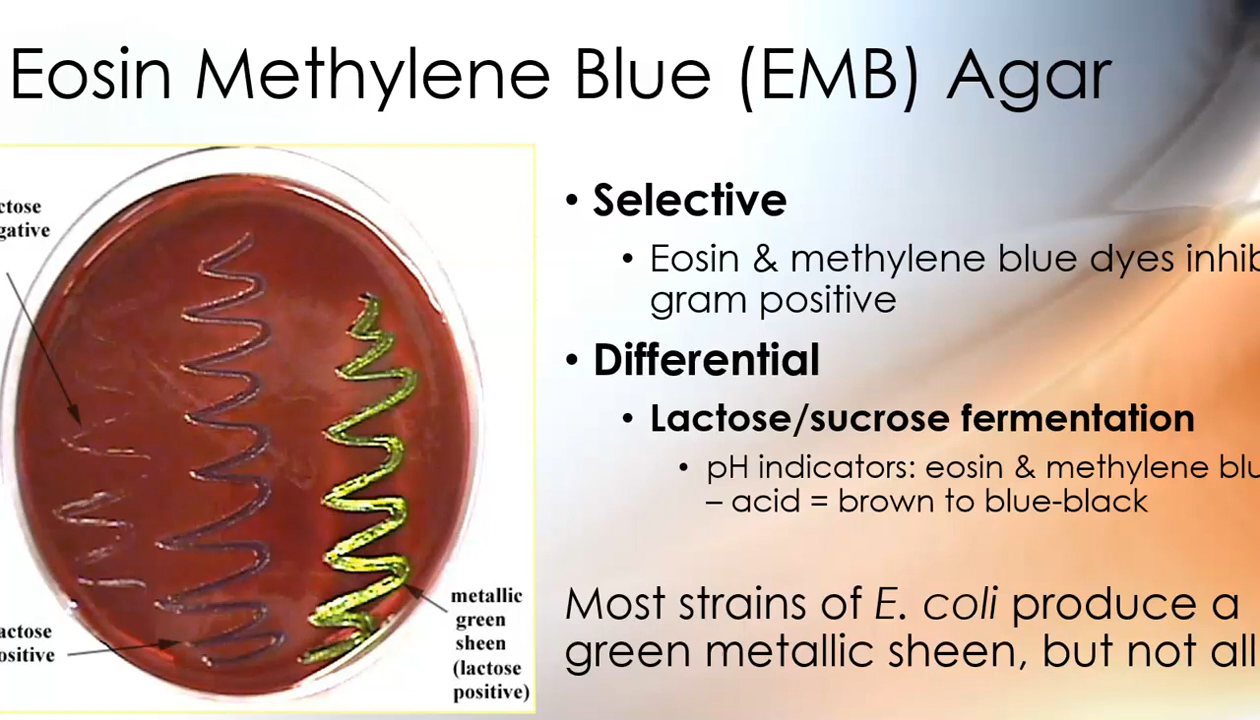 Eosin Methylene Blue (EMB) Agar
ctose
gative
• Selective
• Eosin & methylene blue dyes inhib
gram positive
• Differential
• Lactose/sucrose fermentation
• pH indicators: eosin & methylene blu
– acid = brown to blue-black
metallic
green
sheen
(lactose
positive)
actose
ositive
Most strains of E. coli produce a
green metallic sheen, but not all